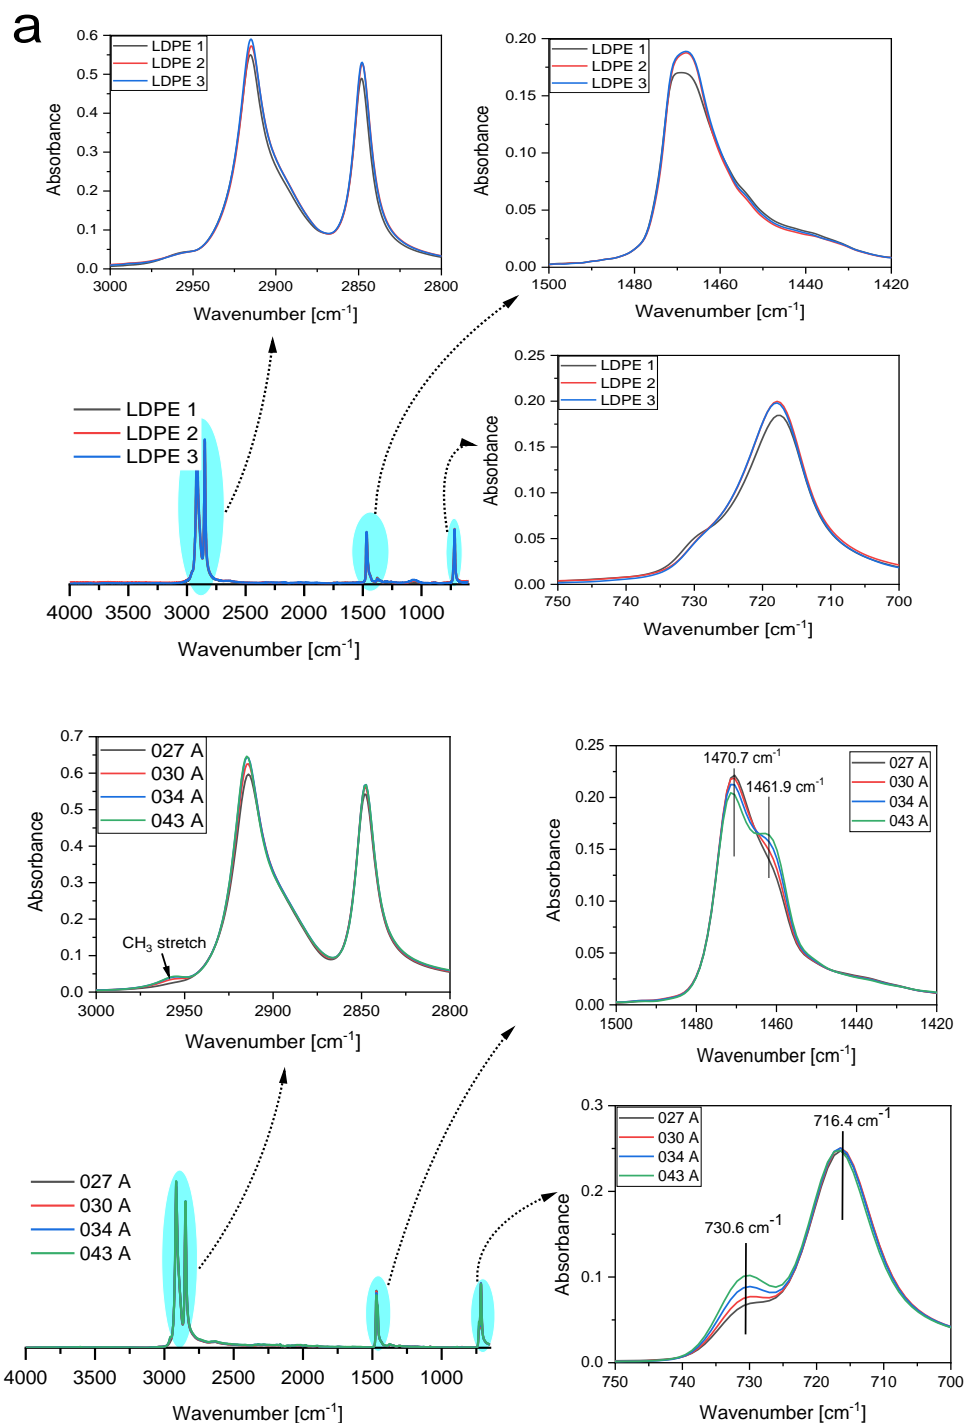 a
LDPE 1
LDPE 2
LDPE 3
0.6
0.5
0.4
0.3
0.2
0.1
0.0
Absorbance
3000 2950 2900 2850 2800
Wavenumber [cm⁻¹]
LDPE 1
LDPE 2
LDPE 3
0.20
0.15
0.10
0.05
0.00
Absorbance
1500 1480 1460 1440 1420
Wavenumber [cm⁻¹]
LDPE 1
LDPE 2
LDPE 3
4000 3500 3000 2500 2000 1500 1000
Wavenumber [cm⁻¹]
LDPE 1
LDPE 2
LDPE 3
0.25
0.20
0.15
0.10
0.05
0.00
Absorbance
750 740 730 720 710 700
Wavenumber [cm⁻¹]
027 A
030 A
034 A
043 A
0.7
0.6
0.5
0.4
0.3
0.2
0.1
0.0
Absorbance
CH₃ stretch
3000 2950 2900 2850 2800
Wavenumber [cm⁻¹]
1470.7 cm⁻¹
1461.9 cm⁻¹
027 A
030 A
034 A
043 A
0.25
0.20
0.15
0.10
0.05
0.00
Absorbance
1500 1480 1460 1440 1420
Wavenumber [cm⁻¹]
027 A
030 A
034 A
043 A
4000 3500 3000 2500 2000 1500 1000
Wavenumber [cm⁻¹]
027 A
030 A
034 A
043 A
716.4 cm⁻¹
730.6 cm⁻¹
0.3
0.2
0.1
0.0
Absorbance
750 740 730 720 710 700
Wavenumber [cm⁻¹]